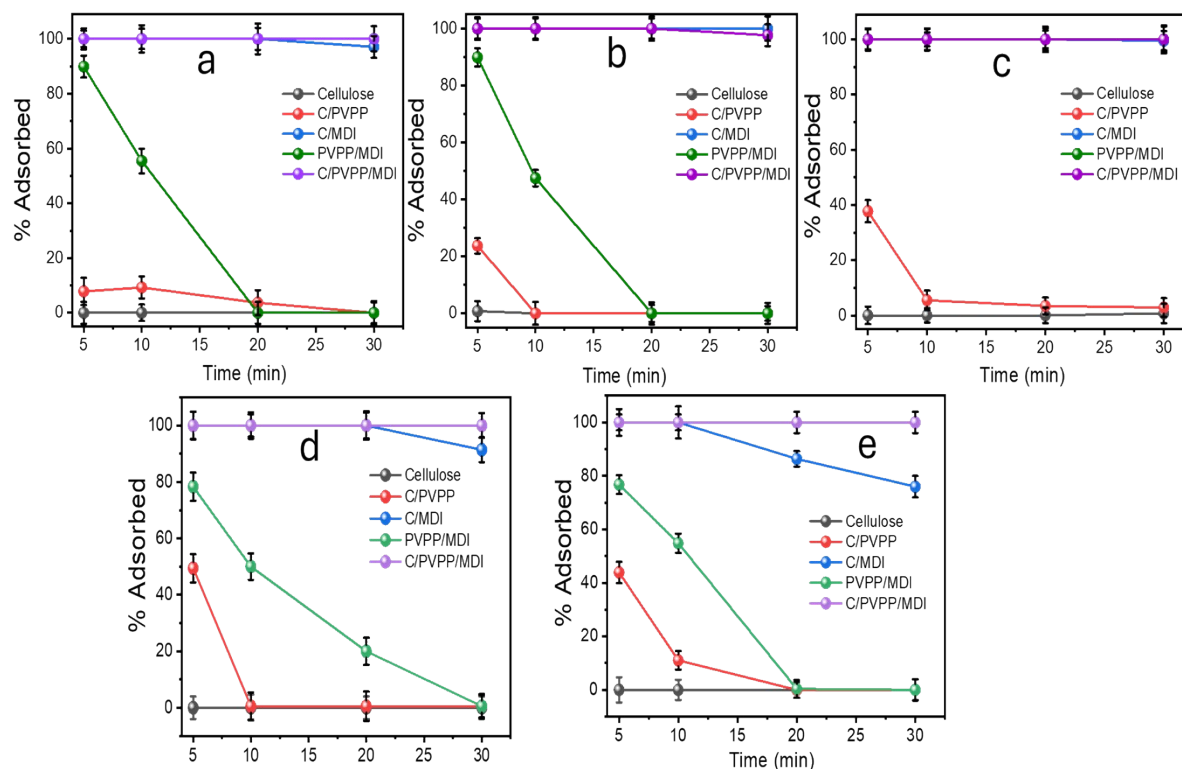 a
% Adsorbed
100
80
60
40
20
0
Cellulose
C/PVPP
C/MDI
PVPP/MDI
C/PVPP/MDI
5 10 15 20 25 30
Time (min)
b
% Adsorbed
100
80
60
40
20
0
Cellulose
C/PVPP
C/MDI
PVPP/MDI
C/PVPP/MDI
5 10 15 20 25 30
Time (min)
c
% Adsorbed
100
80
60
40
20
0
Cellulose
C/PVPP
C/MDI
PVPP/MDI
C/PVPP/MDI
5 10 15 20 25 30
Time (min)
d
% Adsorbed
100
80
60
40
20
0
Cellulose
C/PVPP
C/MDI
PVPP/MDI
C/PVPP/MDI
5 10 15 20 25 30
e
% Adsorbed
100
80
60
40
20
0
Cellulose
C/PVPP
C/MDI
PVPP/MDI
C/PVPP/MDI
5 10 15 20 25 30
Time (min)